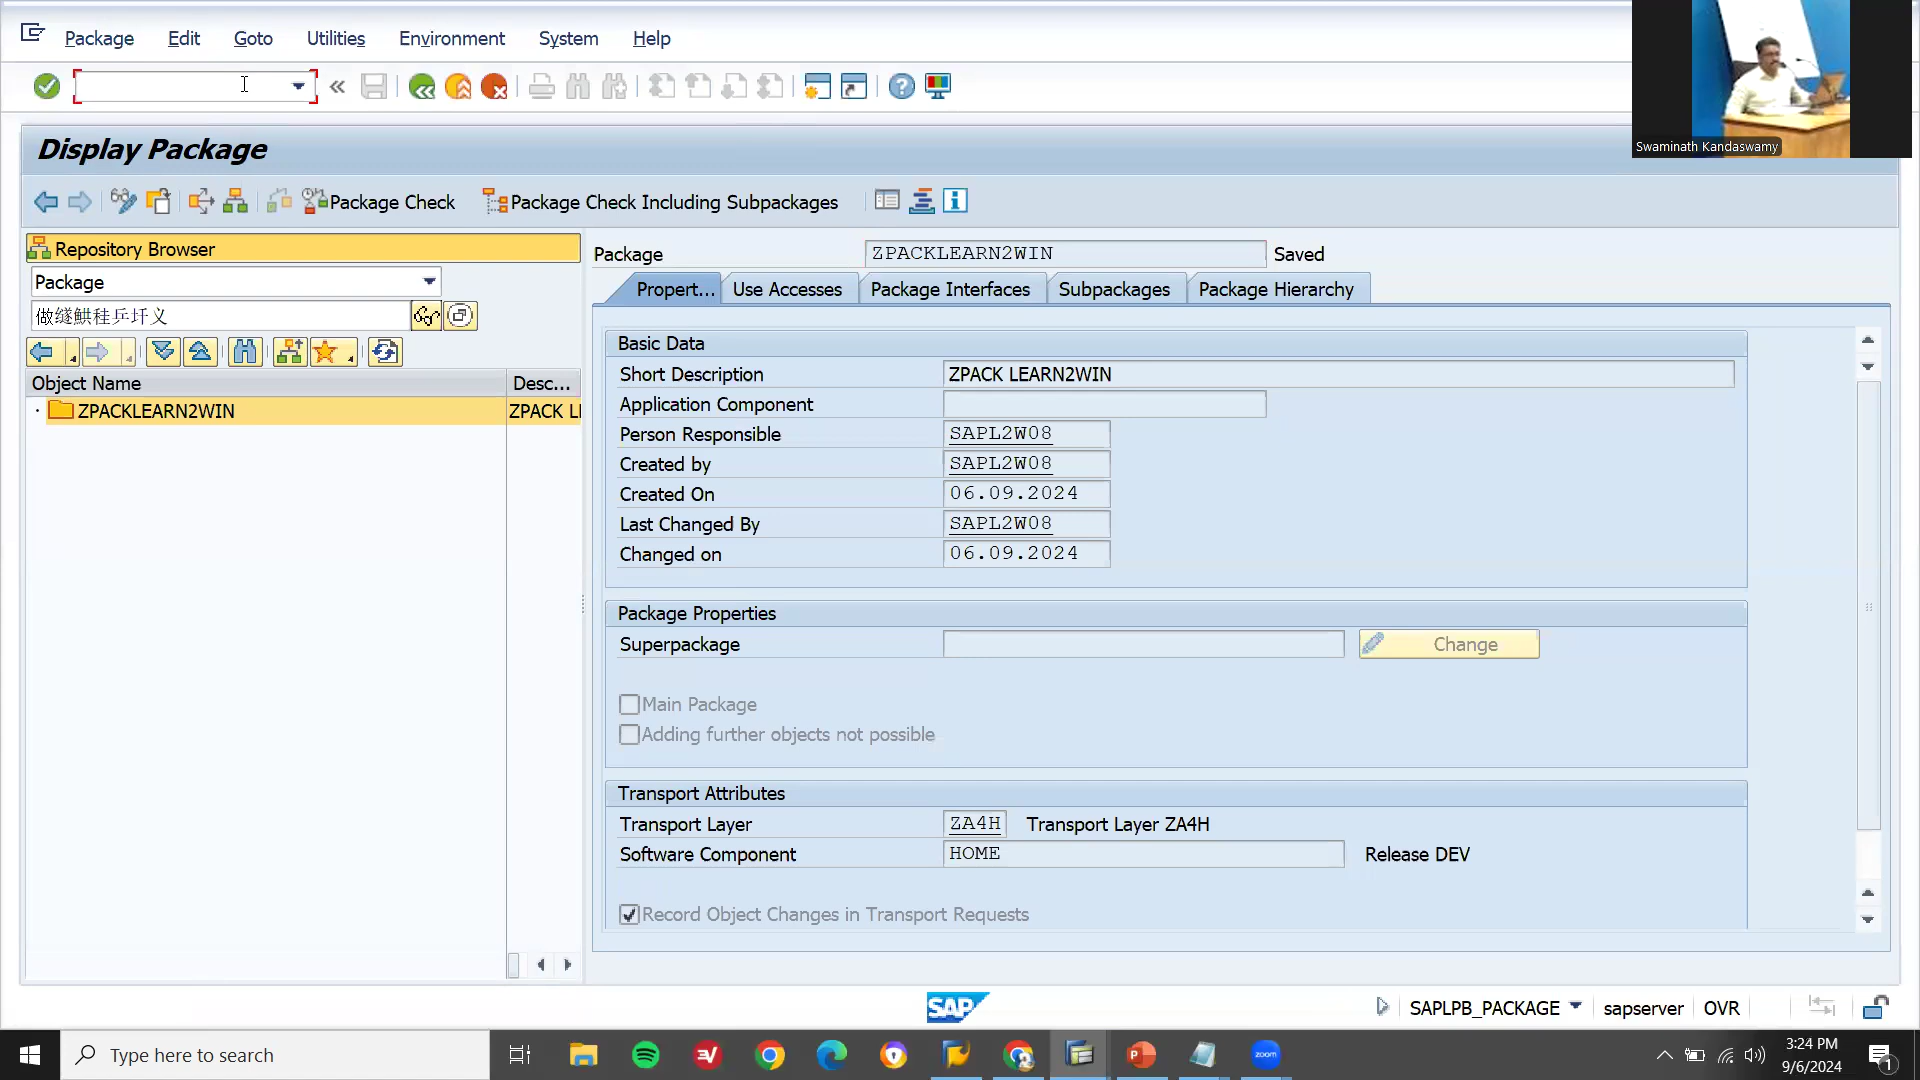 Package Edit Goto Utilities Environment System Help
Swaminath Kandaswamy
Display Package
Package Check Package Check Including Subpackages
Repository Browser
Package
做繸鮢秳乒圩义
Object Name Desc...
ZPACKLEARN2WIN ZPACK LI
Package ZPACKLEARN2WIN Saved
Propert... Use Accesses Package Interfaces Subpackages Package Hierarchy
Basic Data
Short Description ZPACK LEARN2WIN
Application Component
Person Responsible SAPL2W08
Created by SAPL2W08
Created On 06.09.2024
Last Changed By SAPL2W08
Changed on 06.09.2024
Package Properties
Superpackage Change
Main Package
Adding further objects not possible
Transport Attributes
Transport Layer ZA4H Transport Layer ZA4H
Software Component HOME Release DEV
Record Object Changes in Transport Requests
SAP SAPLPB_PACKAGE sapserver OVR
Type here to search
zoom
3:24 PM
9/6/2024
1